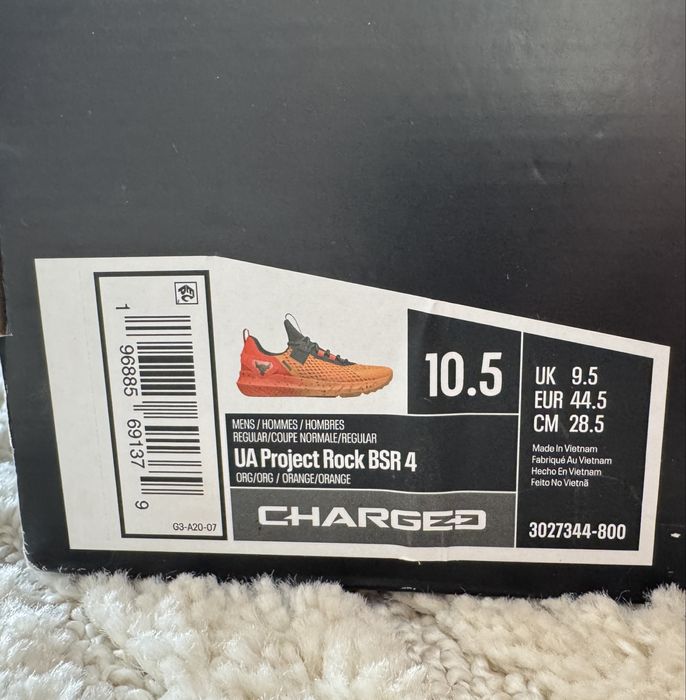 1 96885 69137 9
G3-A20-07
10.5
UK 9.5
EUR 44.5
CM 28.5
MENS / HOMMES / HOMBRES
REGULAR/COUPE NORMALE/REGULAR
UA Project Rock BSR 4
ORG/ORG / ORANGE/ORANGE
Made In Vietnam
Fabriqué Au Vietnam
Hecho En Vietnam
Feito No Vietnã
CHARGED
3027344-800